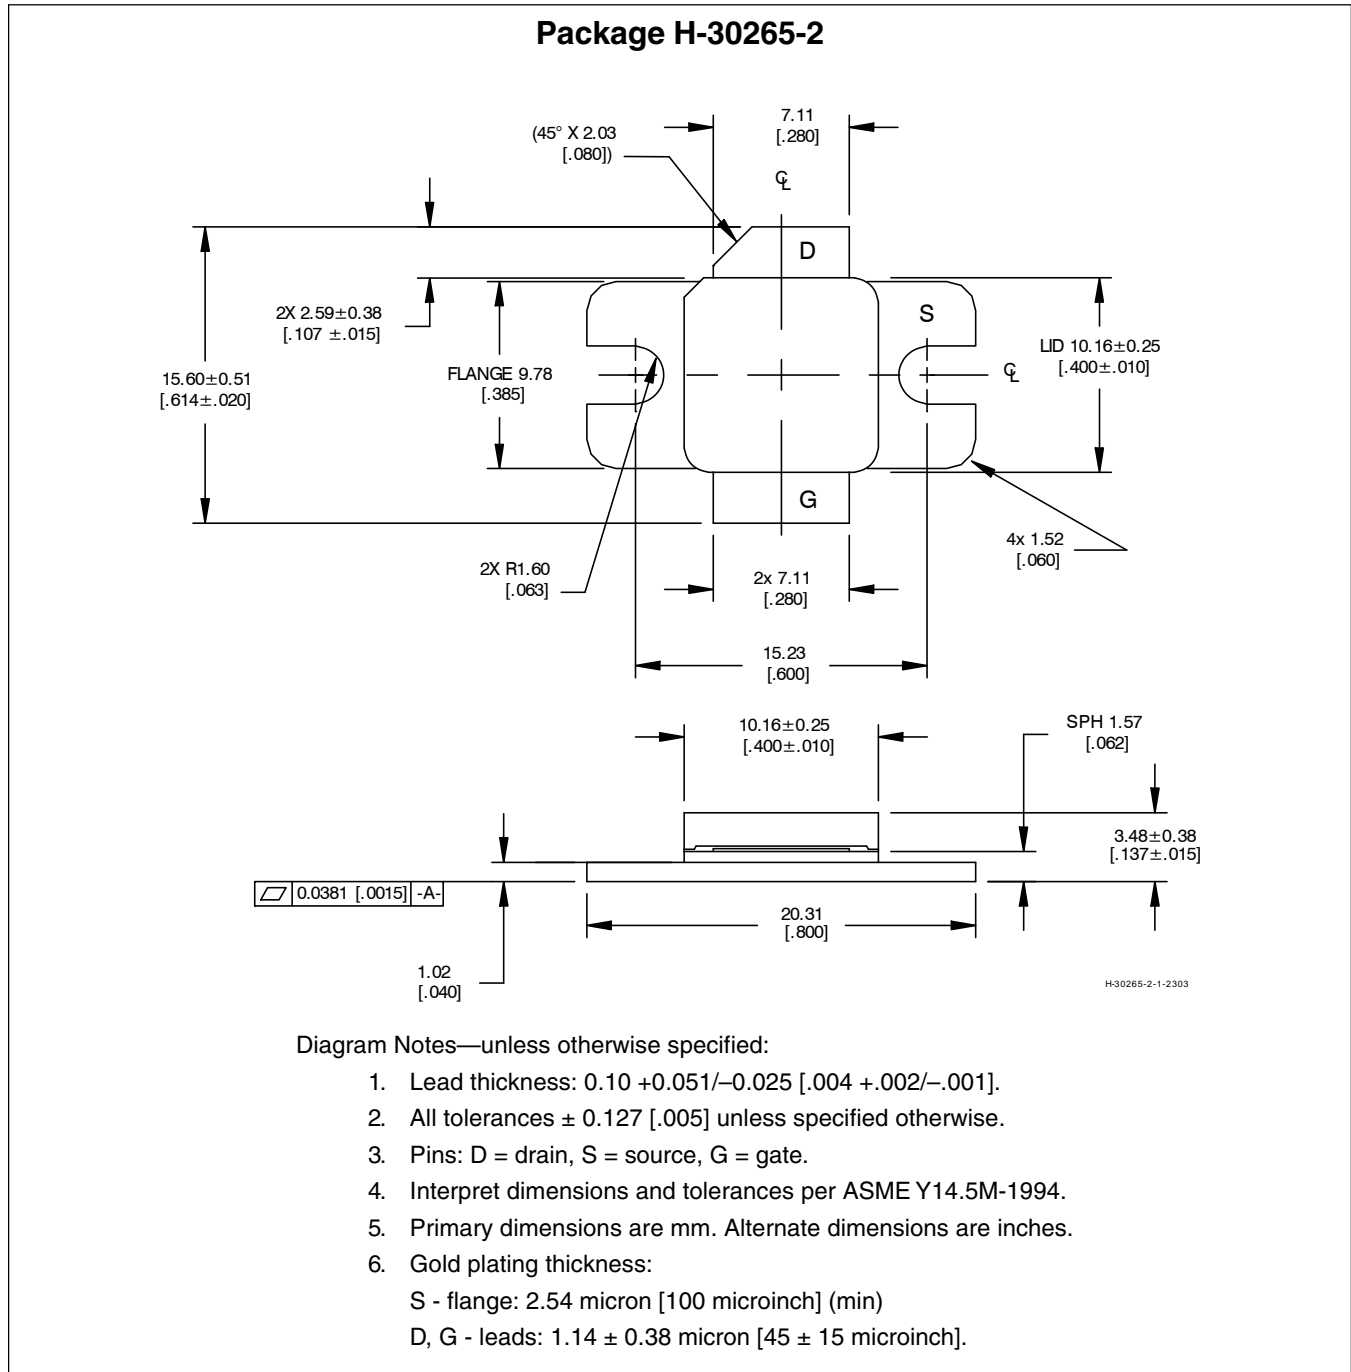 Package H-30265-2
7.11
[.280]
(45° X 2.03
[.080])
℄
D
2X 2.59±0.38
[.107 ±.015]
S
FLANGE 9.78
[.385]
LID 10.16±0.25
[.400±.010]
℄
15.60±0.51
[.614±.020]
G
4x 1.52
[.060]
2X R1.60
[.063]
2x 7.11
[.280]
15.23
[.600]
10.16±0.25
[.400±.010]
SPH 1.57
[.062]
3.48±0.38
[.137±.015]
0.0381 [.0015] -A-
20.31
[.800]
1.02
[.040]
H-30265-2-1-2303
Diagram Notes—unless otherwise specified:
1. Lead thickness: 0.10 +0.051/–0.025 [.004 +.002/–.001].
2. All tolerances ± 0.127 [.005] unless specified otherwise.
3. Pins: D = drain, S = source, G = gate.
4. Interpret dimensions and tolerances per ASME Y14.5M-1994.
5. Primary dimensions are mm. Alternate dimensions are inches.
6. Gold plating thickness:
S - flange: 2.54 micron [100 microinch] (min)
D, G - leads: 1.14 ± 0.38 micron [45 ± 15 microinch].